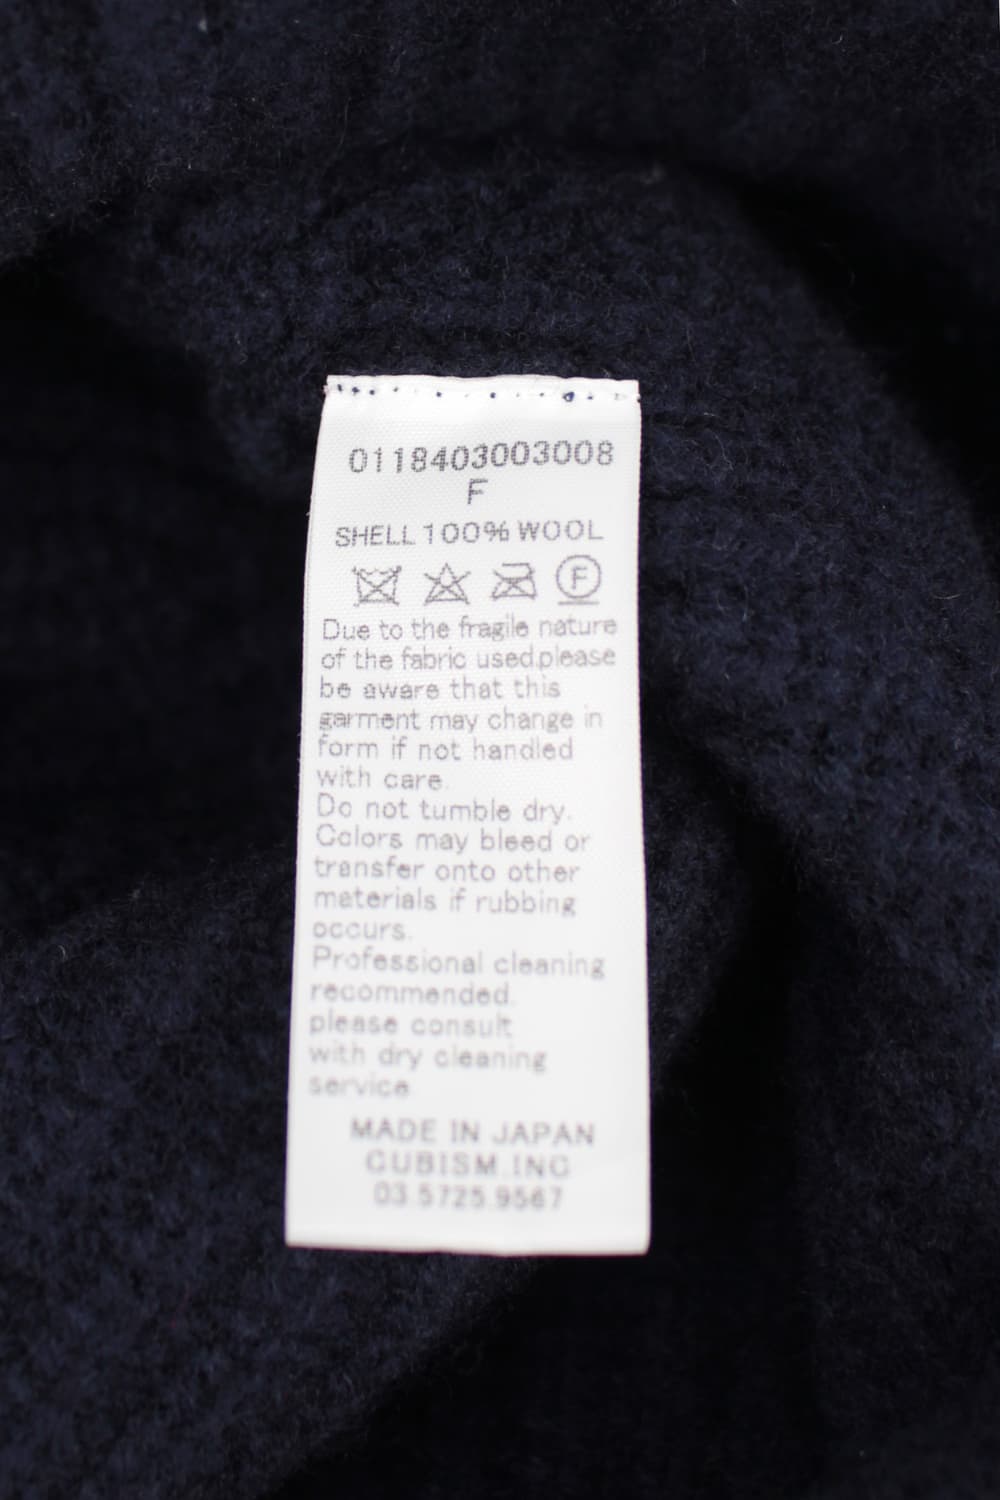 0118403003008
F
SHELL 100% WOOL
F
Due to the fragile nature
of the fabric used,please
be aware that this
garment may change in
form if not handled
with care.
Do not tumble dry.
Colors may bleed or
transfer onto other
materials if rubbing
occurs.
Professional cleaning
recommended.
please consult
with dry cleaning
service
MADE IN JAPAN
CUBISM.INC
03.5725.9567